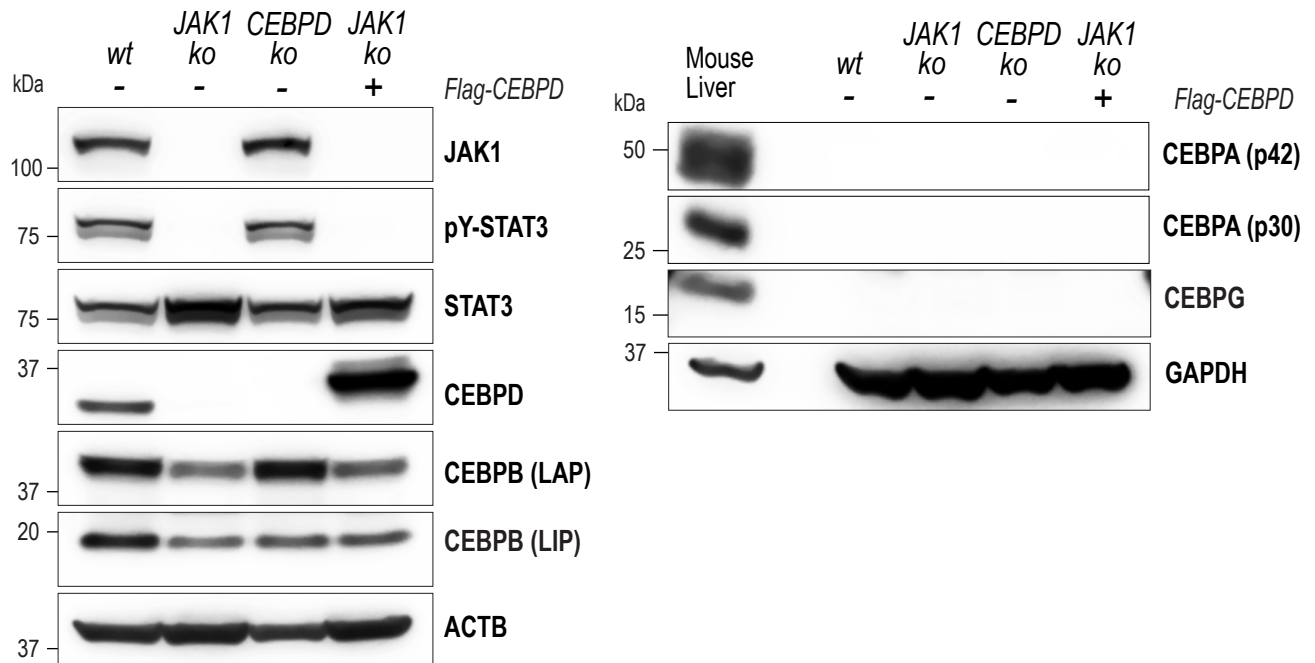 JAK1 CEBPD JAK1
wt ko ko ko
kDa - - - + Flag-CEBPD
100 JAK1
75 pY-STAT3
75 STAT3
37 CEBPD
37 CEBPB (LAP)
20 CEBPB (LIP)
37 ACTB
JAK1 CEBPD JAK1
Mouse Liver wt ko ko ko
kDa - - - + Flag-CEBPD
50 CEBPA (p42)
25 CEBPA (p30)
15 CEBPG
37 GAPDH